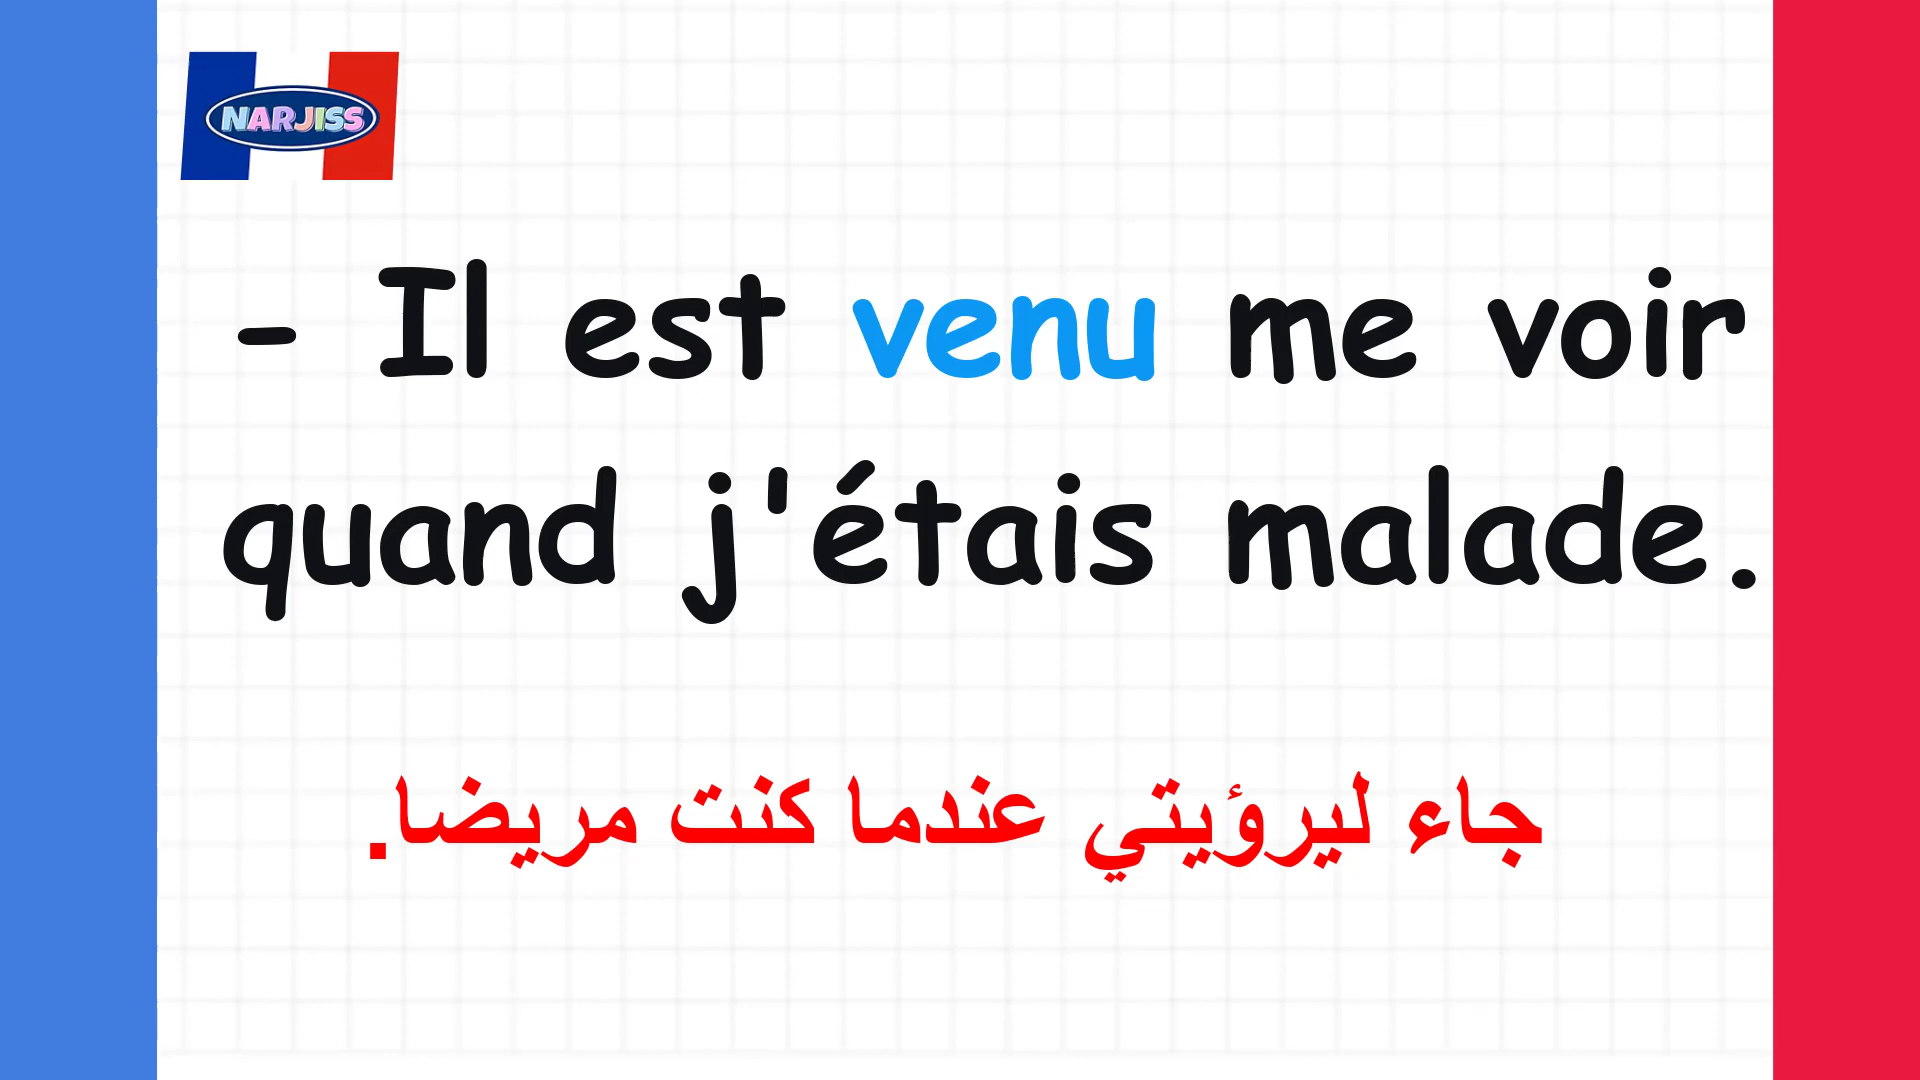 NARJISS
- Il est venu me voir
quand j'étais malade.
جاء ليرؤيتي عندما كنت مريضا.